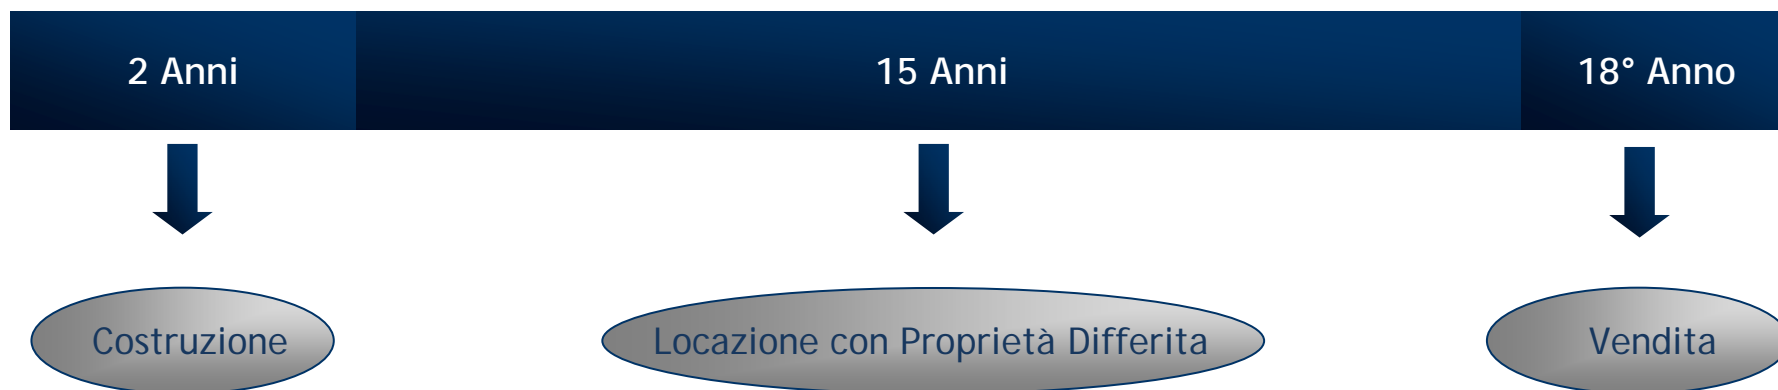 2 Anni
15 Anni
18° Anno
Costruzione
Locazione con Proprietà Differita
Vendita